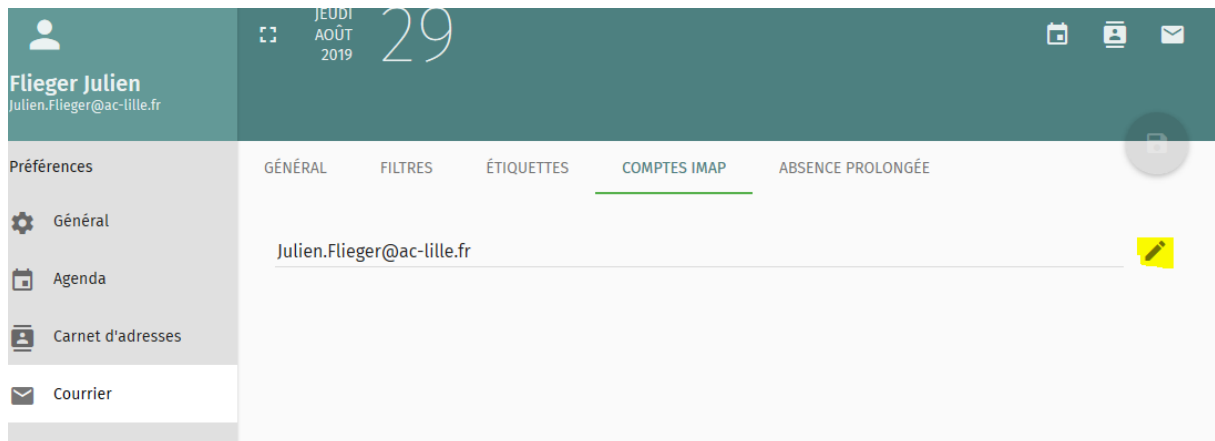 JEUDI
AOÛT
2019
29
Flieger Julien
Julien.Flieger@ac-lille.fr
Préférences
GÉNÉRAL FILTRES ÉTIQUETTES COMPTES IMAP ABSENCE PROLONGÉE
Général
Julien.Flieger@ac-lille.fr
Agenda
Carnet d'adresses
Courrier